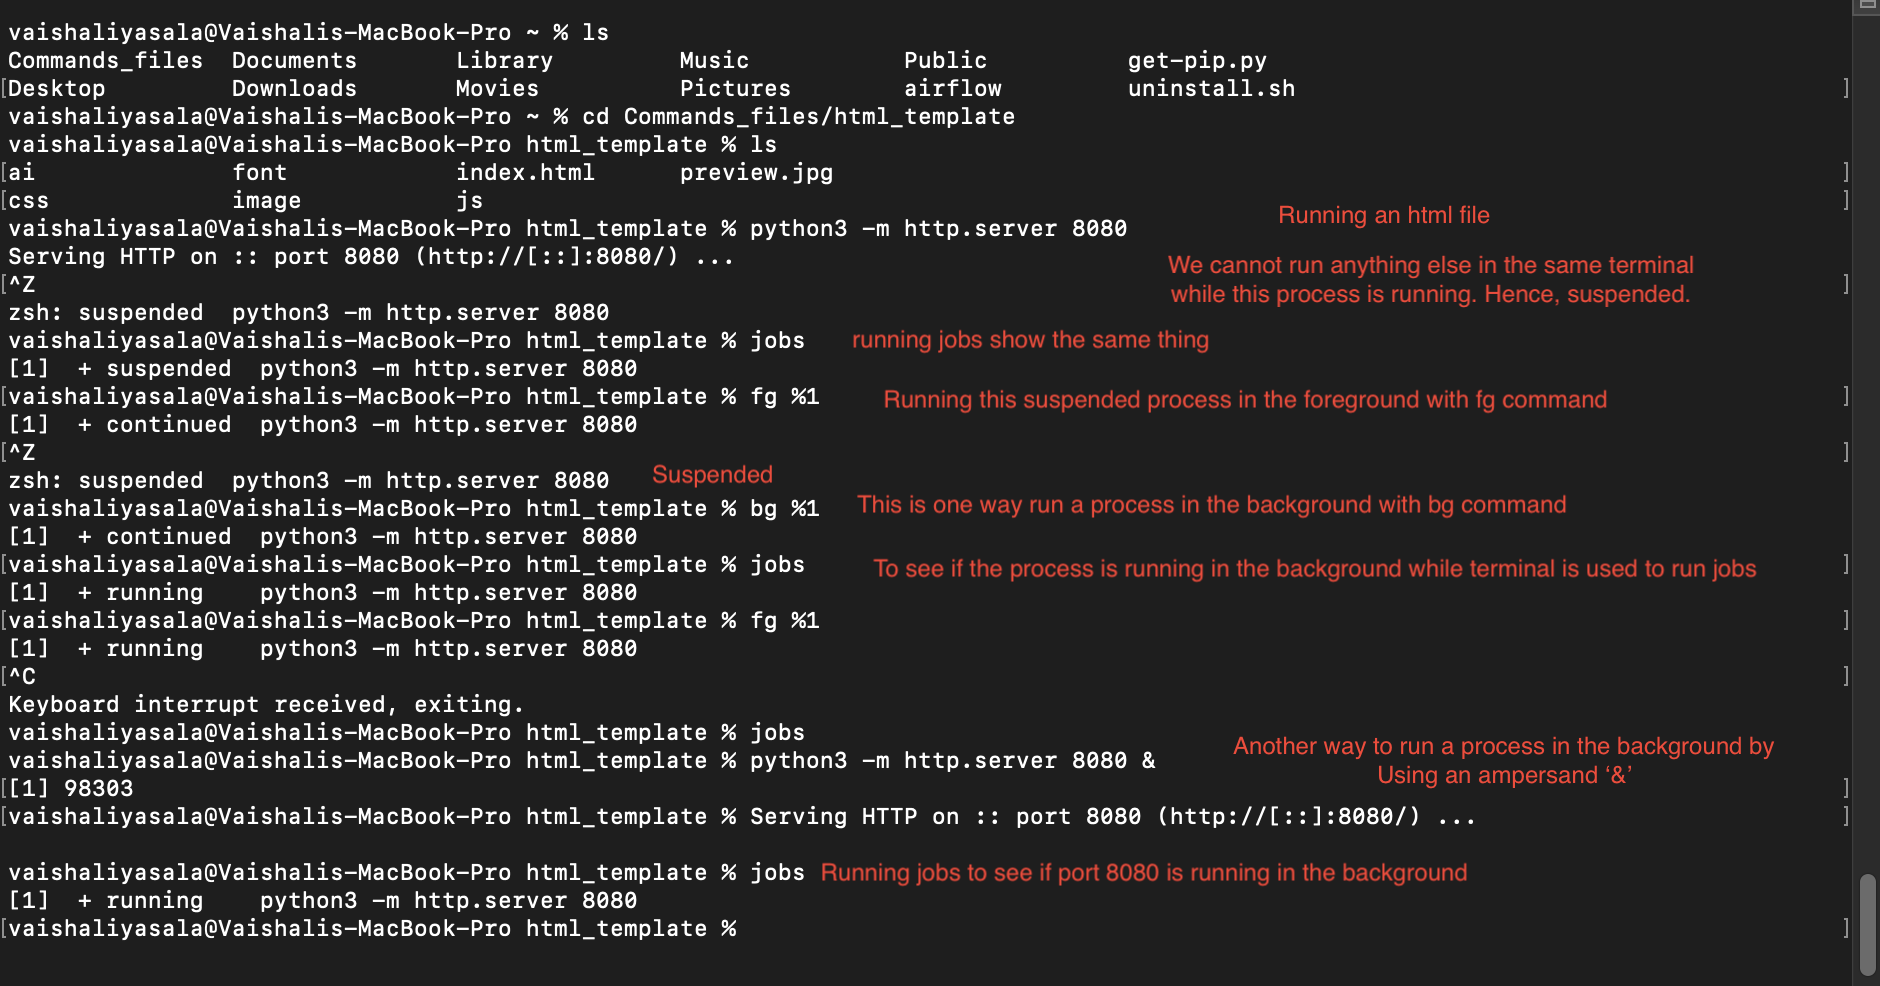 vaishaliyasala@Vaishalis-MacBook-Pro ~ % ls
Commands_files  Documents       Library         Music           Public          get-pip.py
[Desktop         Downloads       Movies          Pictures        airflow         uninstall.sh ]
vaishaliyasala@Vaishalis-MacBook-Pro ~ % cd Commands_files/html_template
vaishaliyasala@Vaishalis-MacBook-Pro html_template % ls
[ai              font            index.html      preview.jpg ]
[css             image           js ]
Running an html file
vaishaliyasala@Vaishalis-MacBook-Pro html_template % python3 -m http.server 8080
Serving HTTP on :: port 8080 (http://[::]:8080/) ...
We cannot run anything else in the same terminal
while this process is running. Hence, suspended.
[^Z ]
zsh: suspended  python3 -m http.server 8080
vaishaliyasala@Vaishalis-MacBook-Pro html_template % jobs running jobs show the same thing
[1]  + suspended  python3 -m http.server 8080
[vaishaliyasala@Vaishalis-MacBook-Pro html_template % fg %1 Running this suspended process in the foreground with fg command ]
[1]  + continued  python3 -m http.server 8080
[^Z ]
zsh: suspended  python3 -m http.server 8080 Suspended
vaishaliyasala@Vaishalis-MacBook-Pro html_template % bg %1 This is one way run a process in the background with bg command
[1]  + continued  python3 -m http.server 8080
[vaishaliyasala@Vaishalis-MacBook-Pro html_template % jobs To see if the process is running in the background while terminal is used to run jobs ]
[1]  + running    python3 -m http.server 8080
[vaishaliyasala@Vaishalis-MacBook-Pro html_template % fg %1 ]
[1]  + running    python3 -m http.server 8080
[^C ]
Keyboard interrupt received, exiting.
vaishaliyasala@Vaishalis-MacBook-Pro html_template % jobs
vaishaliyasala@Vaishalis-MacBook-Pro html_template % python3 -m http.server 8080 &
Another way to run a process in the background by
Using an ampersand ‘&’
[[1] 98303 ]
[vaishaliyasala@Vaishalis-MacBook-Pro html_template % Serving HTTP on :: port 8080 (http://[::]:8080/) ... ]
vaishaliyasala@Vaishalis-MacBook-Pro html_template % jobs Running jobs to see if port 8080 is running in the background
[1]  + running    python3 -m http.server 8080
[vaishaliyasala@Vaishalis-MacBook-Pro html_template % ]